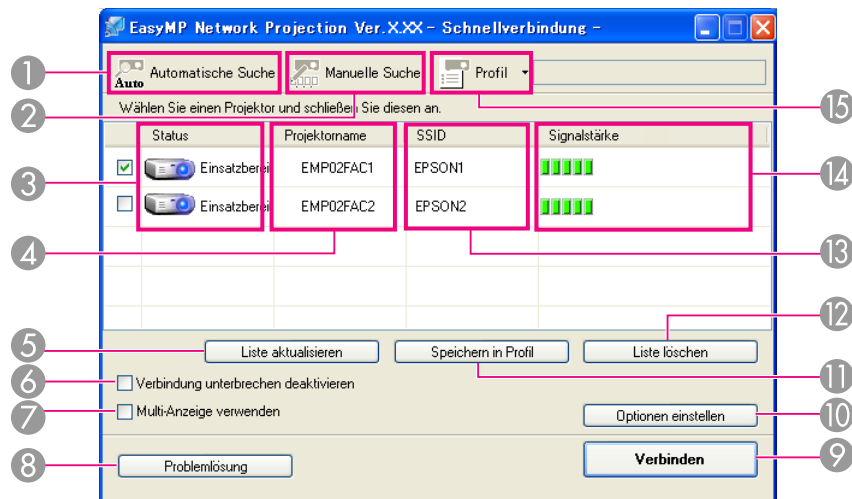 EasyMP Network Projection Ver.X.XX - Schnellverbindung -
1 Auto Automatische Suche Manuelle Suche Profil
2 Wählen Sie einen Projektor und schließen Sie diesen an. 15
Status Projektorname SSID Signalstärke
3 Einsatzberei EMP02FAC1 EPSON1 14
Einsatzberei EMP02FAC2 EPSON2
4 13
12
5 Liste aktualisieren Speichern in Profil Liste löschen
6 Verbindung unterbrechen deaktivieren 11
7 Multi-Anzeige verwenden Optionen einstellen 10
8 Problemlösung Verbinden 9